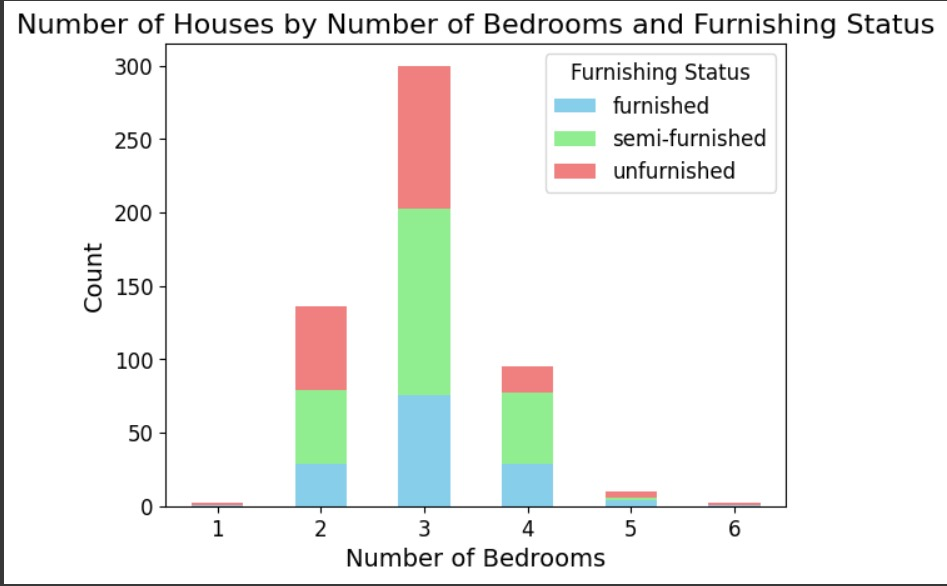 Number of Houses by Number of Bedrooms and Furnishing Status
Furnishing Status
furnished
semi-furnished
unfurnished
Count
300
250
200
150
100
50
0
1 2 3 4 5 6
Number of Bedrooms